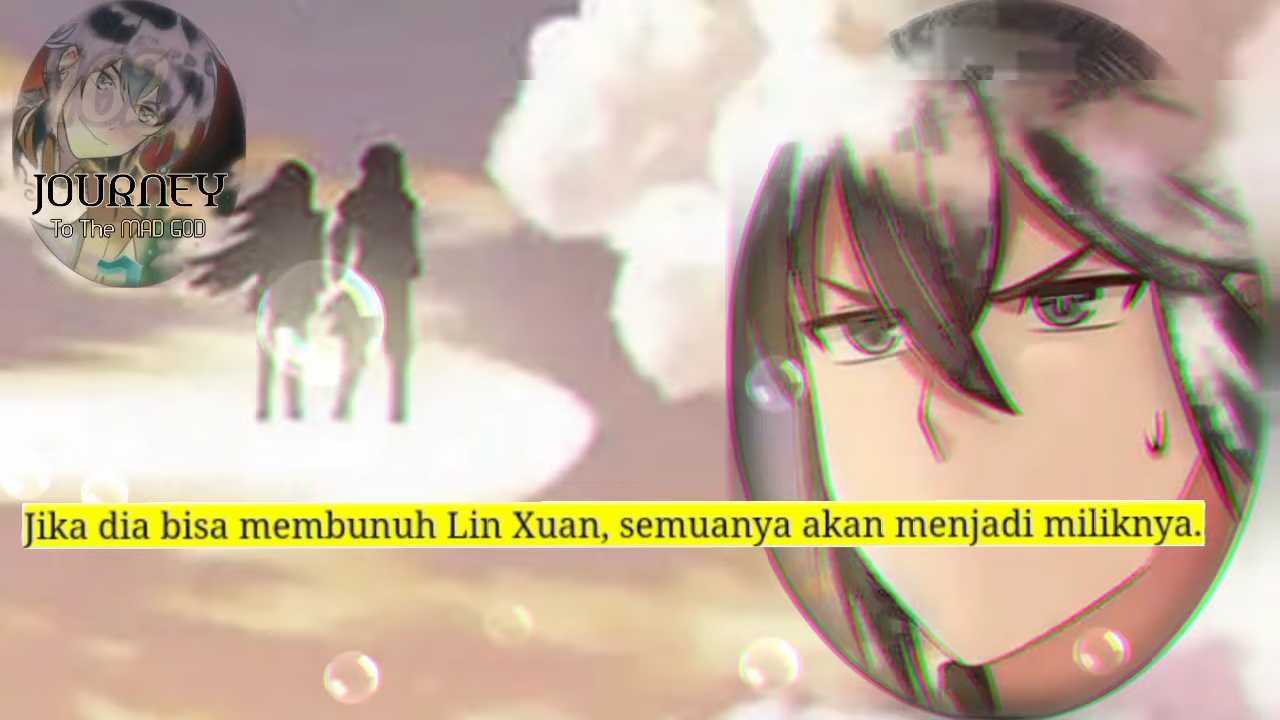 JOURNEY
To The MAD GOD
Jika dia bisa membunuh Lin Xuan, semuanya akan menjadi miliknya.